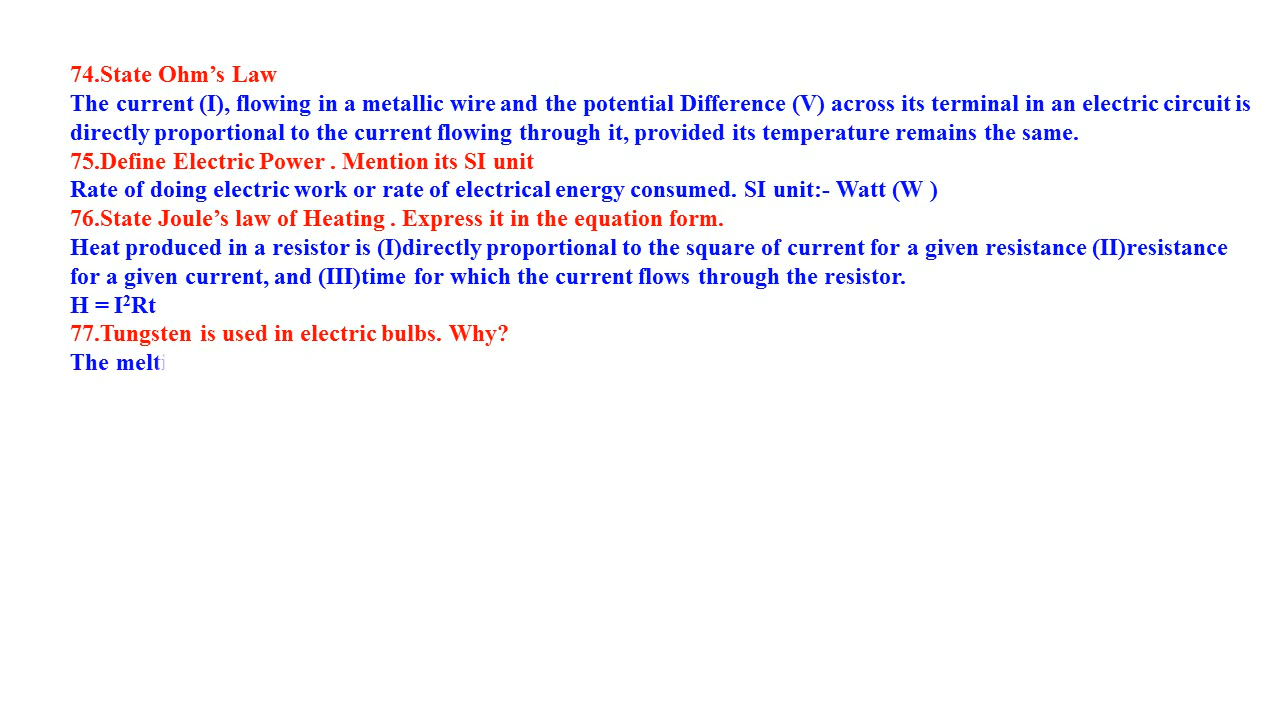 74.State Ohm’s Law
The current (I), flowing in a metallic wire and the potential Difference (V) across its terminal in an electric circuit is
directly proportional to the current flowing through it, provided its temperature remains the same.
75.Define Electric Power . Mention its SI unit
Rate of doing electric work or rate of electrical energy consumed. SI unit:- Watt (W )
76.State Joule’s law of Heating . Express it in the equation form.
Heat produced in a resistor is (I)directly proportional to the square of current for a given resistance (II)resistance
for a given current, and (III)time for which the current flows through the resistor.
H = I²Rt
77.Tungsten is used in electric bulbs. Why?
The melti